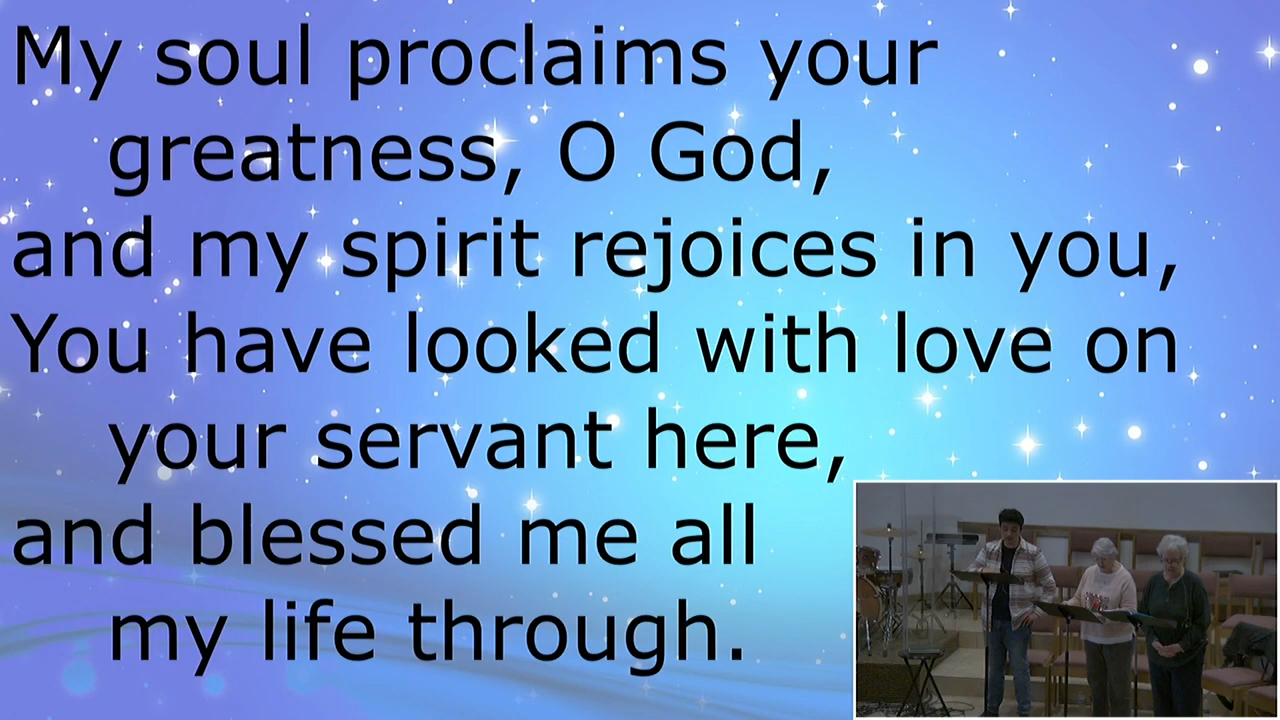 My soul proclaims your
greatness, O God,
and my spirit rejoices in you,
You have looked with love on
your servant here,
and blessed me all
my life through.